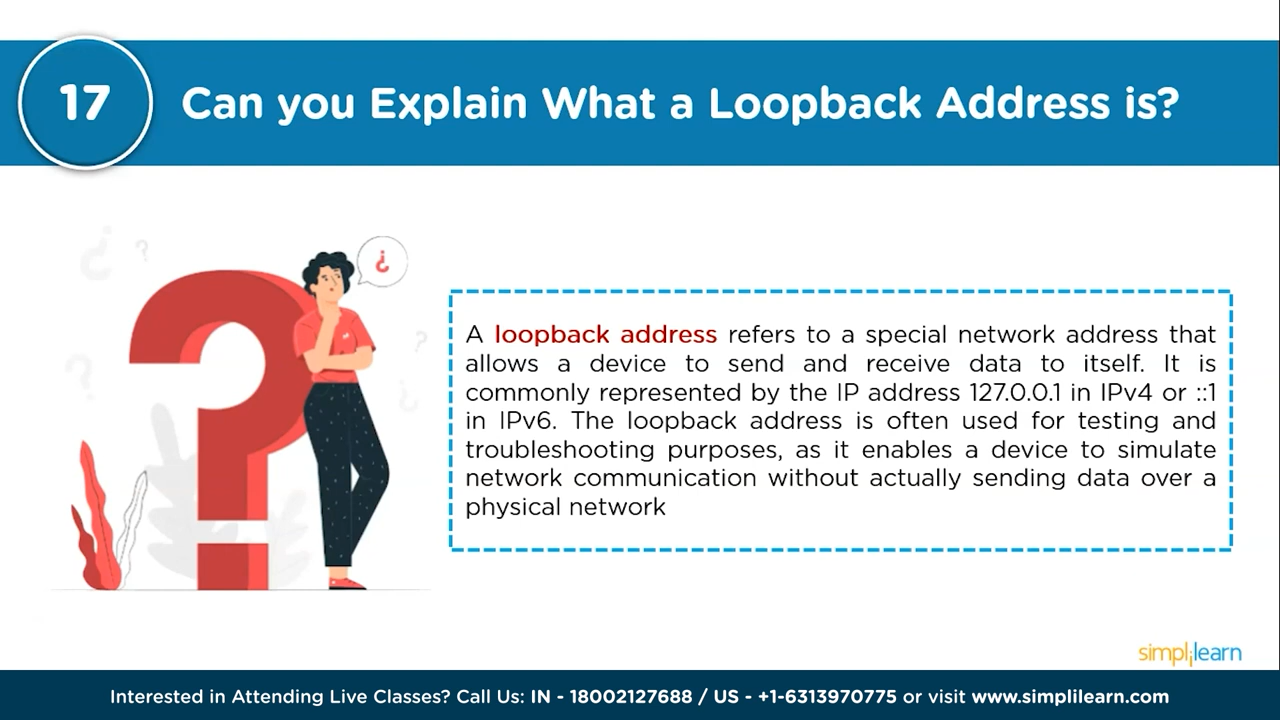 17
Can you Explain What a Loopback Address is?
¿
?
¿
?
?
¿
A loopback address refers to a special network address that
allows a device to send and receive data to itself. It is
commonly represented by the IP address 127.0.0.1 in IPv4 or ::1
in IPv6. The loopback address is often used for testing and
troubleshooting purposes, as it enables a device to simulate
network communication without actually sending data over a
physical network
simplilearn
Interested in Attending Live Classes? Call Us: IN - 18002127688 / US - +1-6313970775 or visit www.simplilearn.com